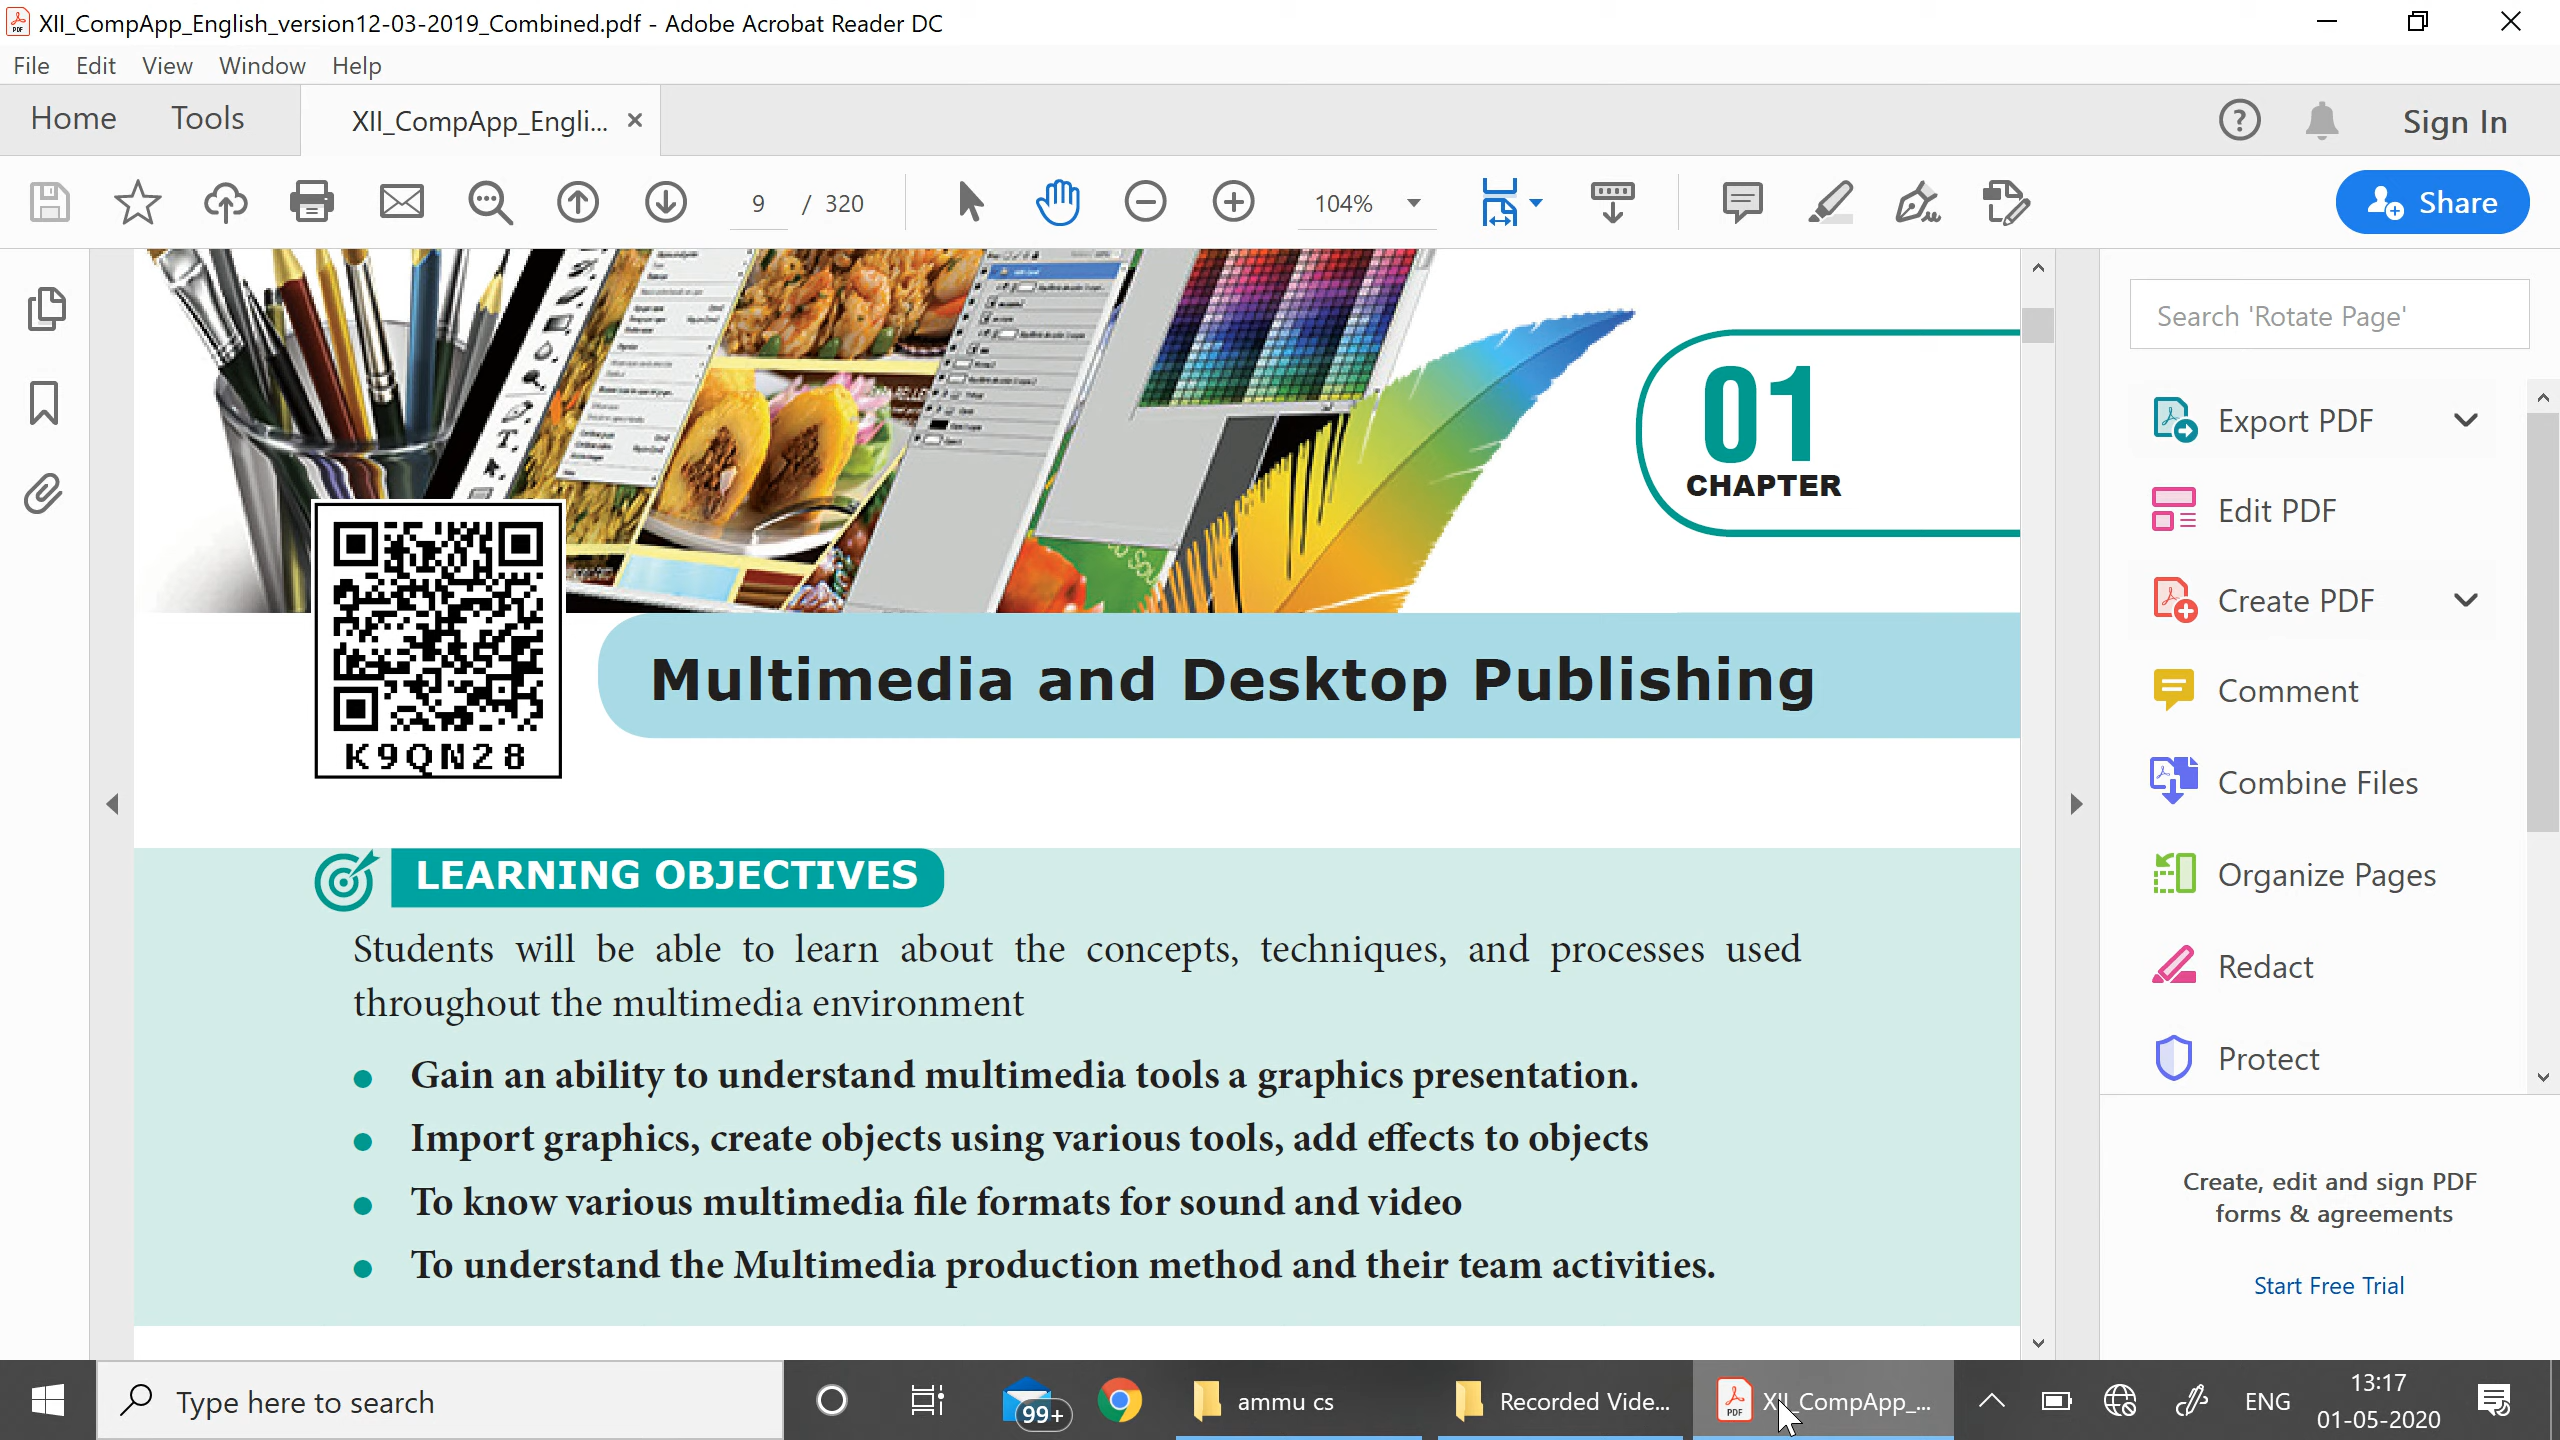 XII_CompApp_English_version12-03-2019_Combined.pdf - Adobe Acrobat Reader DC
File Edit View Window Help
Home Tools XII_CompApp_Engli... Sign In
9 / 320 104% Share
Search 'Rotate Page'
01
CHAPTER
Export PDF
Edit PDF
Create PDF
Multimedia and Desktop Publishing
K9QN28
Comment
Combine Files
LEARNING OBJECTIVES
Organize Pages
Students will be able to learn about the concepts, techniques, and processes used
throughout the multimedia environment
Redact
Gain an ability to understand multimedia tools a graphics presentation.
Protect
Import graphics, create objects using various tools, add effects to objects
To know various multimedia file formats for sound and video
To understand the Multimedia production method and their team activities.
Create, edit and sign PDF
forms & agreements
Start Free Trial
Type here to search 99+ ammu cs Recorded Vide... XII_CompApp_... ENG
13:17
01-05-2020